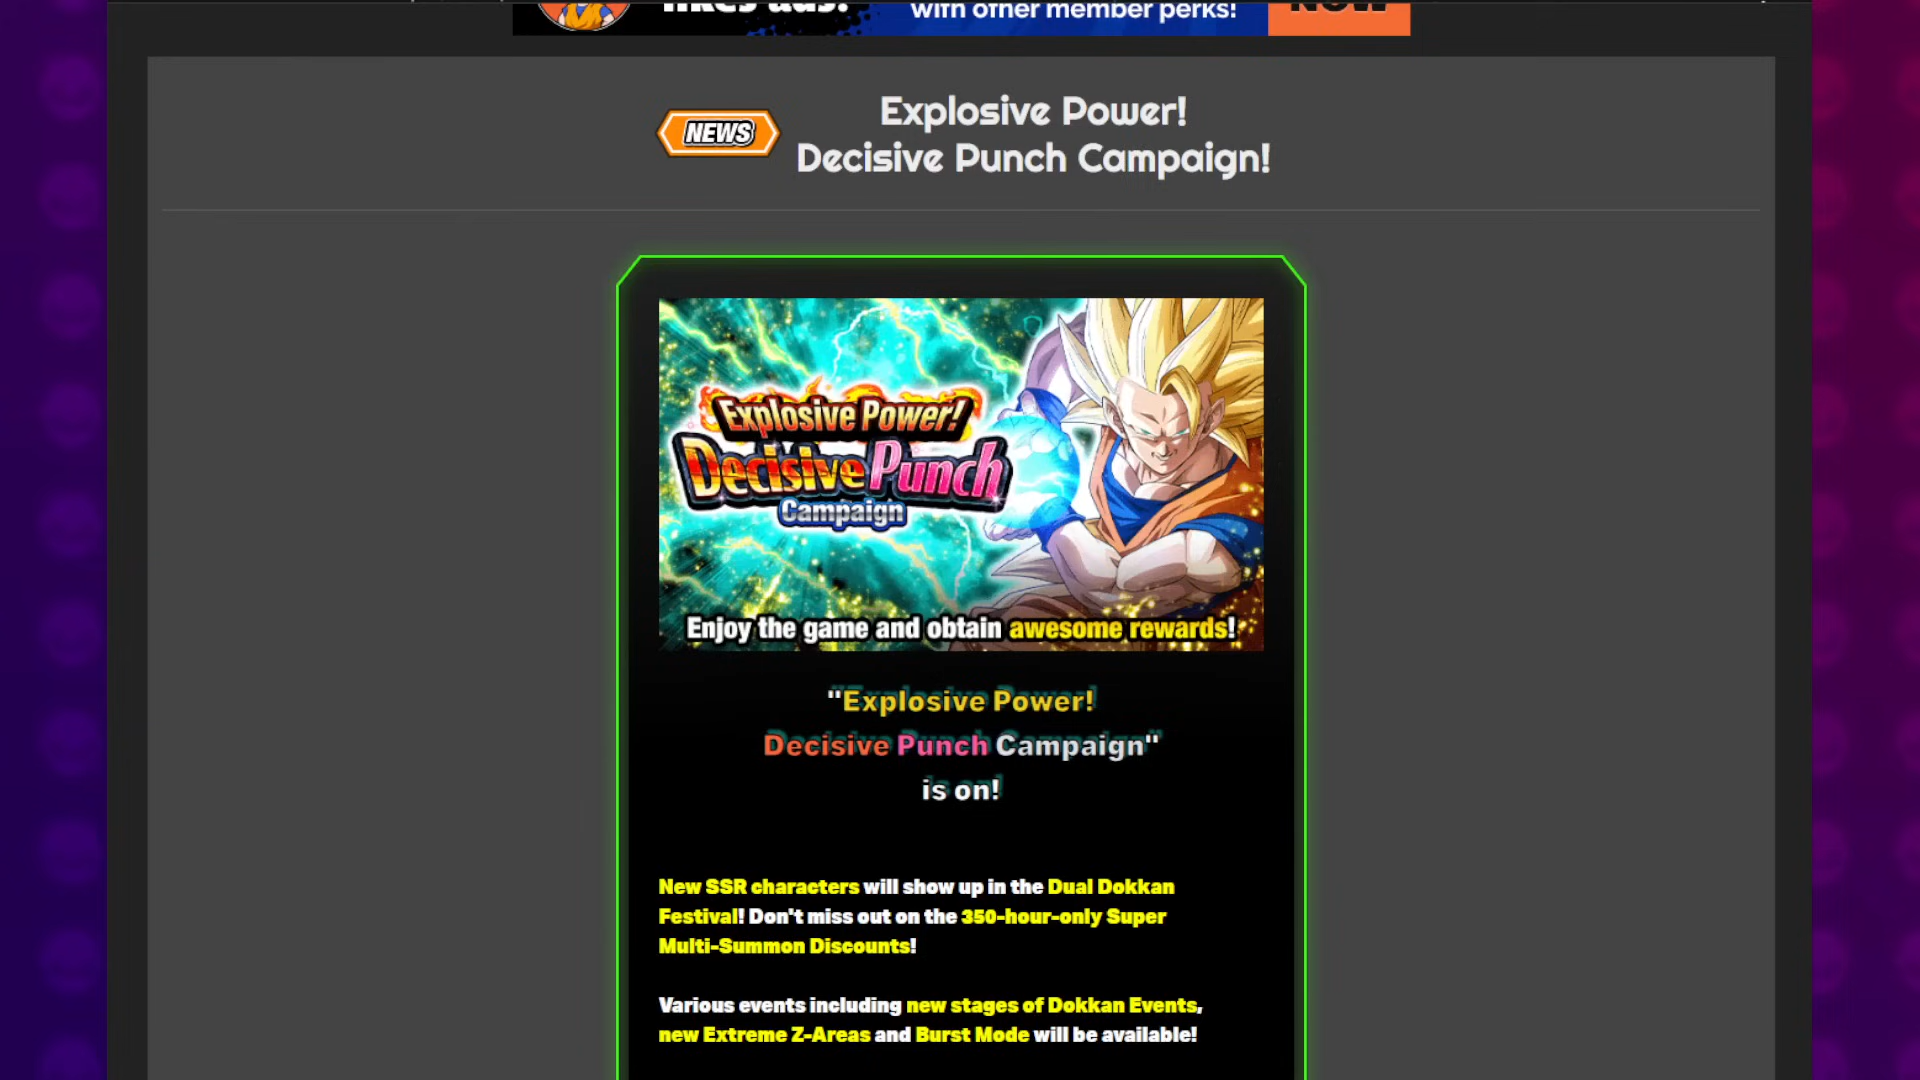 likes ads!
with other member perks!
NOW
NEWS
Explosive Power!
Decisive Punch Campaign!
Explosive Power!
Decisive Punch
Campaign
Enjoy the game and obtain awesome rewards!
"Explosive Power!
Decisive Punch Campaign"
is on!
New SSR characters will show up in the Dual Dokkan
Festival! Don't miss out on the 350-hour-only Super
Multi-Summon Discounts!
Various events including new stages of Dokkan Events,
new Extreme Z-Areas and Burst Mode will be available!